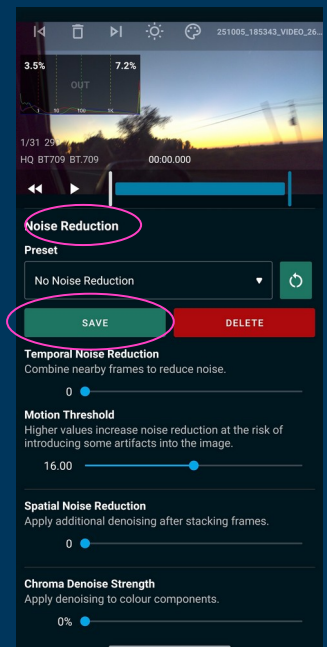 251005_185343_VIDEO_26...
3.5% 7.2%
OUT
1 10 100 1K
HQ BT709 BT.709 00:00.000
Noise Reduction
Preset
No Noise Reduction
SAVE DELETE
Temporal Noise Reduction
Combine nearby frames to reduce noise.
0
Motion Threshold
Higher values increase noise reduction at the risk of
introducing some artifacts into the image.
16.00
Spatial Noise Reduction
Apply additional denoising after stacking frames.
0
Chroma Denoise Strength
Apply denoising to colour components.
0%